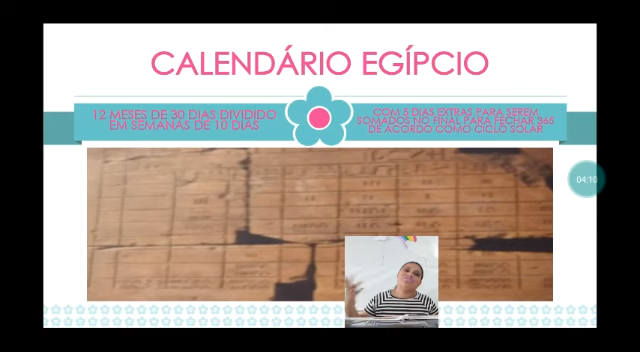 CALENDÁRIO EGÍPCIO
12 MESES DE 30 DIAS DIVIDIDO
EM SEMANAS DE 10 DIAS
COM 5 DIAS EXTRAS PARA SEREM
SOMADOS NO FINAL PARA FECHAR 365
DE ACORDO COMO CICLO SOLAR
04:10